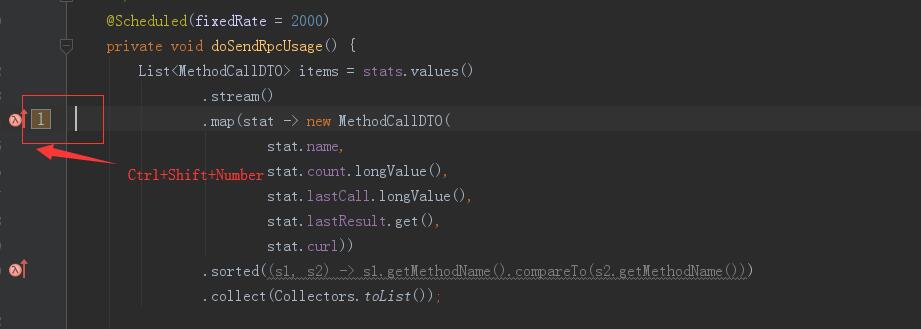 @Scheduled(fixedRate = 2000)
private void doSendRpcUsage() {
List<MethodCallDTO> items = stats.values()
.stream()
1 .map(stat -> new MethodCallDTO(
stat.name,
Ctrl+Shift+Number stat.count.longValue(),
stat.lastCall.longValue(),
stat.lastResult.get(),
stat.curl))
.sorted((s1, s2) -> s1.getMethodName().compareTo(s2.getMethodName()))
.collect(Collectors.toList());